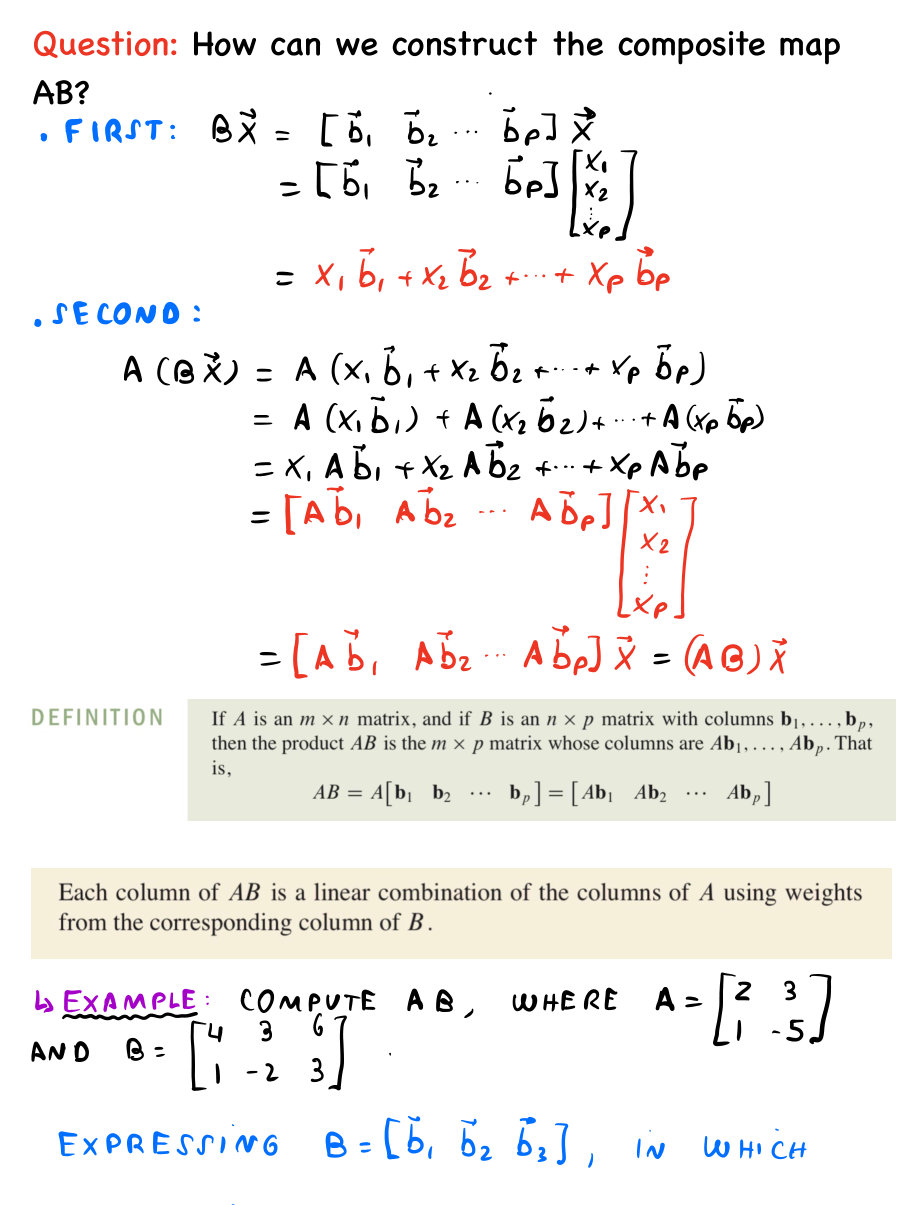 Question: How can we construct the composite map
AB?
• FIRST: Bx⃗ = [b⃗₁ b⃗₂ ⋯ b⃗ₚ] x⃗
= [b⃗₁ b⃗₂ ⋯ b⃗ₚ] [x₁ x₂ ⋮ xₚ]
= x₁b⃗₁ + x₂b⃗₂ + ⋯ + xₚb⃗ₚ
• SECOND:
A(Bx⃗) = A(x₁b⃗₁ + x₂b⃗₂ + ⋯ + xₚb⃗ₚ)
= A(x₁b⃗₁) + A(x₂b⃗₂) + ⋯ + A(xₚb⃗ₚ)
= x₁Ab⃗₁ + x₂Ab⃗₂ + ⋯ + xₚAb⃗ₚ
= [Ab⃗₁ Ab⃗₂ ⋯ Ab⃗ₚ] [x₁ x₂ ⋮ xₚ]
= [Ab⃗₁ Ab⃗₂ ⋯ Ab⃗ₚ] x⃗ = (AB)x⃗
DEFINITION
If A is an m × n matrix, and if B is an n × p matrix with columns b₁, . . . , bₚ,
then the product AB is the m × p matrix whose columns are Ab₁, . . . , Abₚ. That
is,
AB = A[b₁ b₂ ⋯ bₚ] = [Ab₁ Ab₂ ⋯ Abₚ]
Each column of AB is a linear combination of the columns of A using weights
from the corresponding column of B.
↳ EXAMPLE: COMPUTE AB, WHERE A = [2 3; 1 -5]
AND B = [4 3 6; 1 -2 3].
EXPRESSING B = [b⃗₁ b⃗₂ b⃗₃], IN WHICH